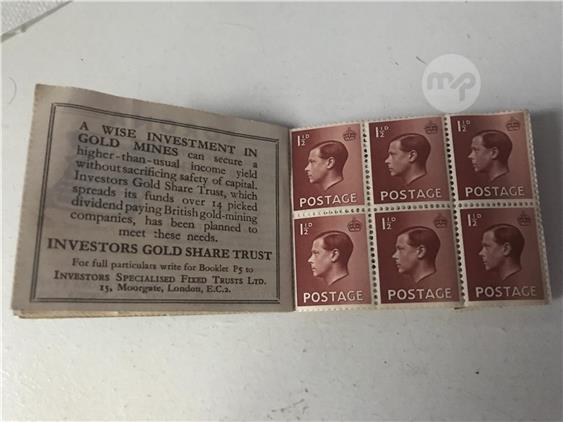 A WISE INVESTMENT IN
GOLD MINES can secure a
higher-than-usual income yield
without sacrificing safety of capital.
Investors Gold Share Trust, which
spreads its funds over 14 picked
dividend paying British gold-mining
companies, has been planned to
meet these needs.
INVESTORS GOLD SHARE TRUST
For full particulars write for Booklet P5 to
INVESTORS SPECIALISED FIXED TRUSTS LTD.
15, Moorgate, London, E.C.2.
mp
1½D
POSTAGE
1½D
POSTAGE
1½D
POSTAGE
1½D
POSTAGE
1½D
POSTAGE
1½D
POSTAGE